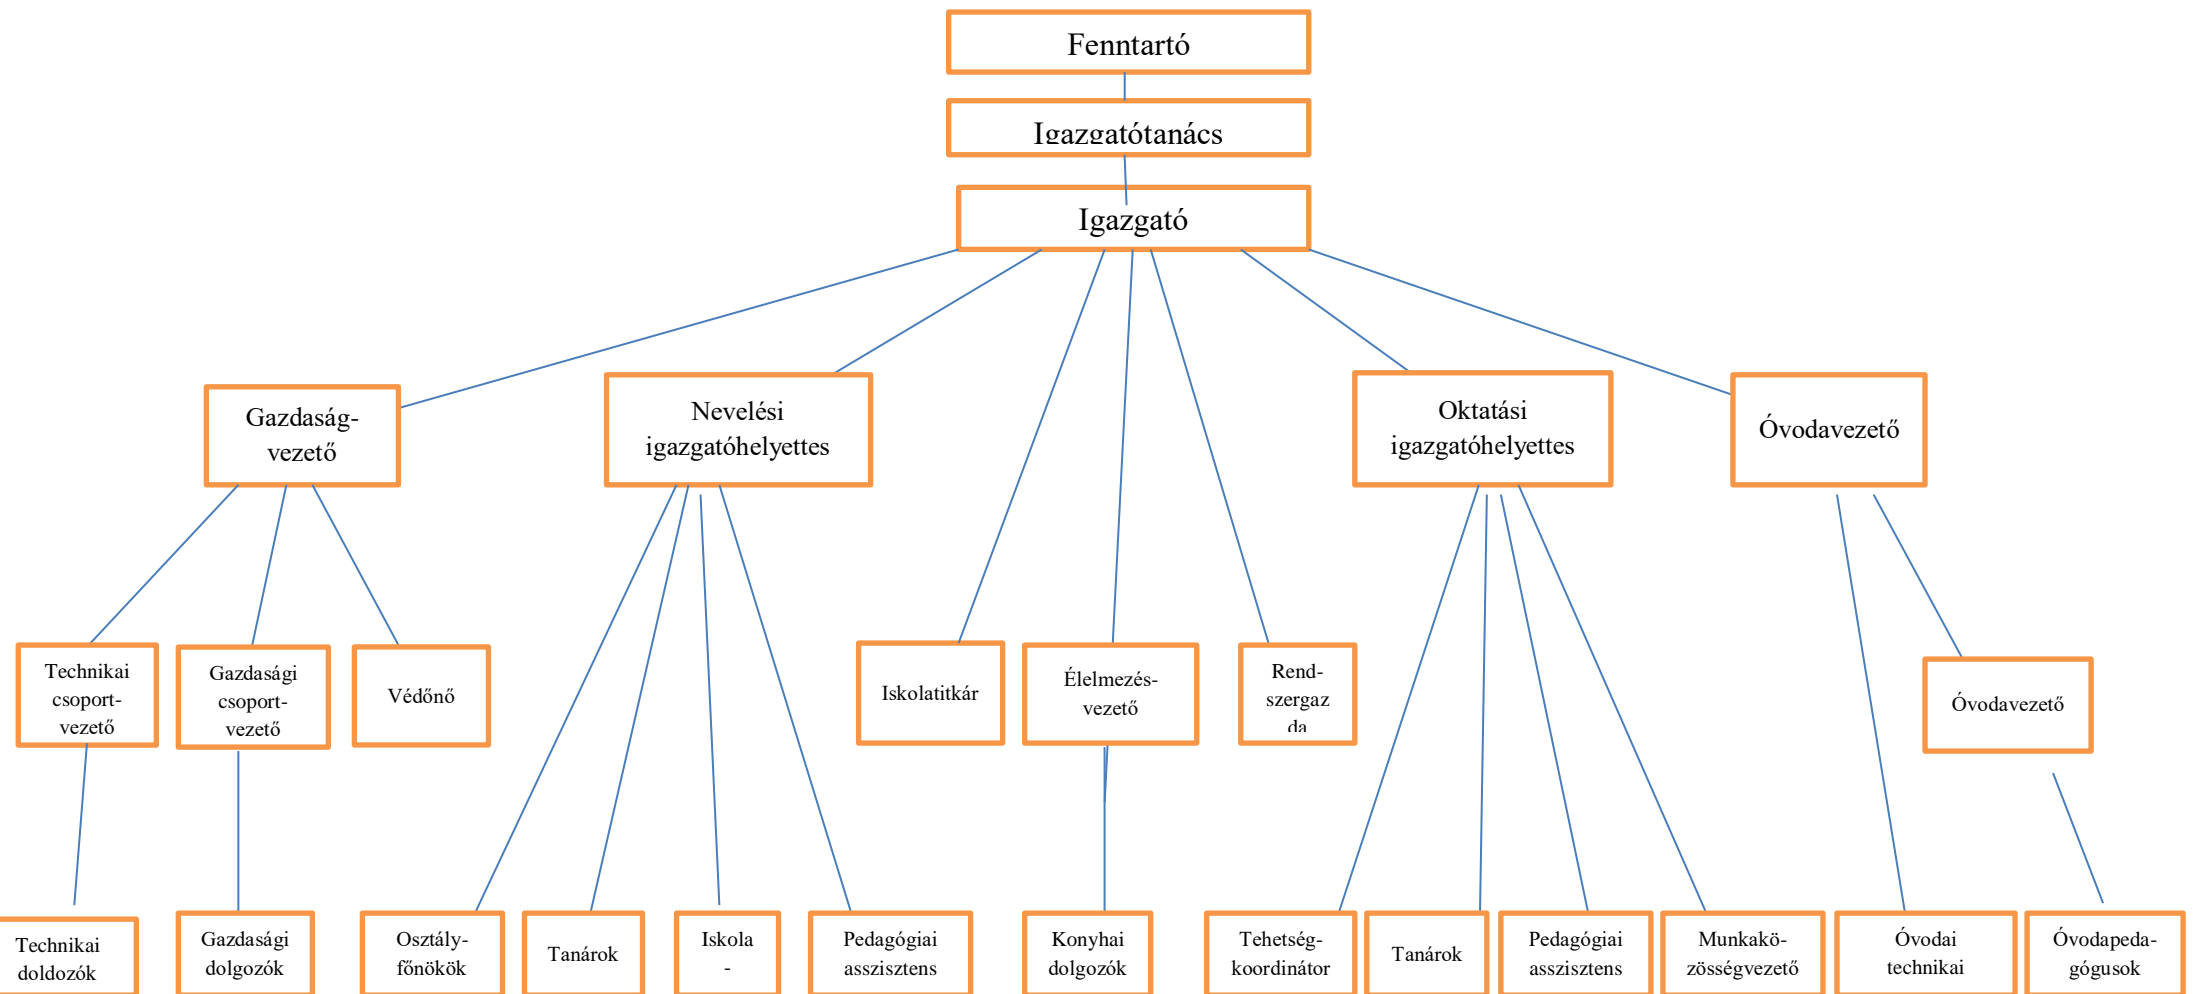 Fenntartó
Igazgatótanács
Igazgató
Gazdaság-
vezető
Nevelési
igazgatóhelyettes
Oktatási
igazgatóhelyettes
Óvodavezető
Technikai
csoport-
vezető
Gazdasági
csoport-
vezető
Védőnő
Iskolatitkár
Élelmezés-
vezető
Rend-
szergaz
da
Óvodavezető
Technikai
doldozók
Gazdasági
dolgozók
Osztály-
főnökök
Tanárok
Iskola
-
Pedagógiai
asszisztens
Konyhai
dolgozók
Tehetség-
koordinátor
Tanárok
Pedagógiai
asszisztens
Munkakö-
zösségvezető
Óvodai
technikai
Óvodapeda-
gógusok